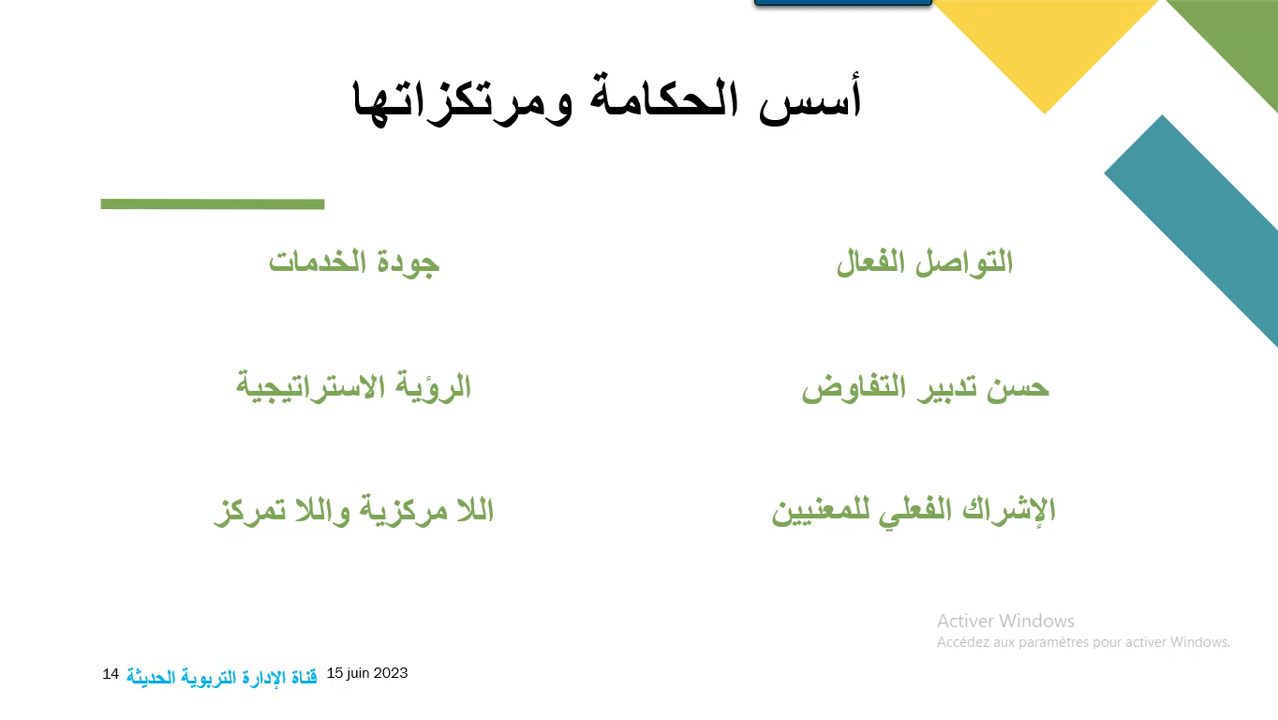 أسس الحكامة ومرتكزاتها
التواصل الفعال
جودة الخدمات
حسن تدبير التفاوض
الرؤية الاستراتيجية
الإشراك الفعلي للمعنيين
اللا مركزية واللا تمركز
Activer Windows
Accédez aux paramètres pour activer Windows.
15 juin 2023
قناة الإدارة التربوية الحديثة
14